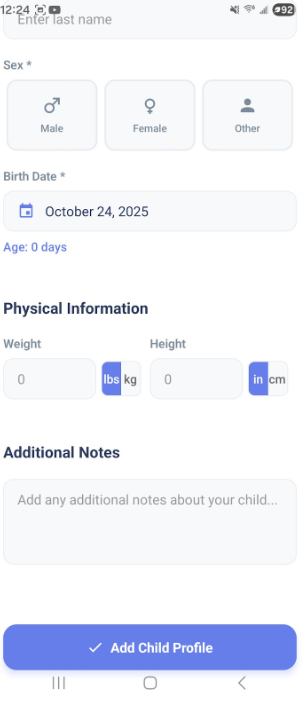 12:24
92
Enter last name
Sex *
Male Female Other
Birth Date *
October 24, 2025
Age: 0 days
Physical Information
Weight Height
0 lbs kg 0 in cm
Additional Notes
Add any additional notes about your child...
Add Child Profile